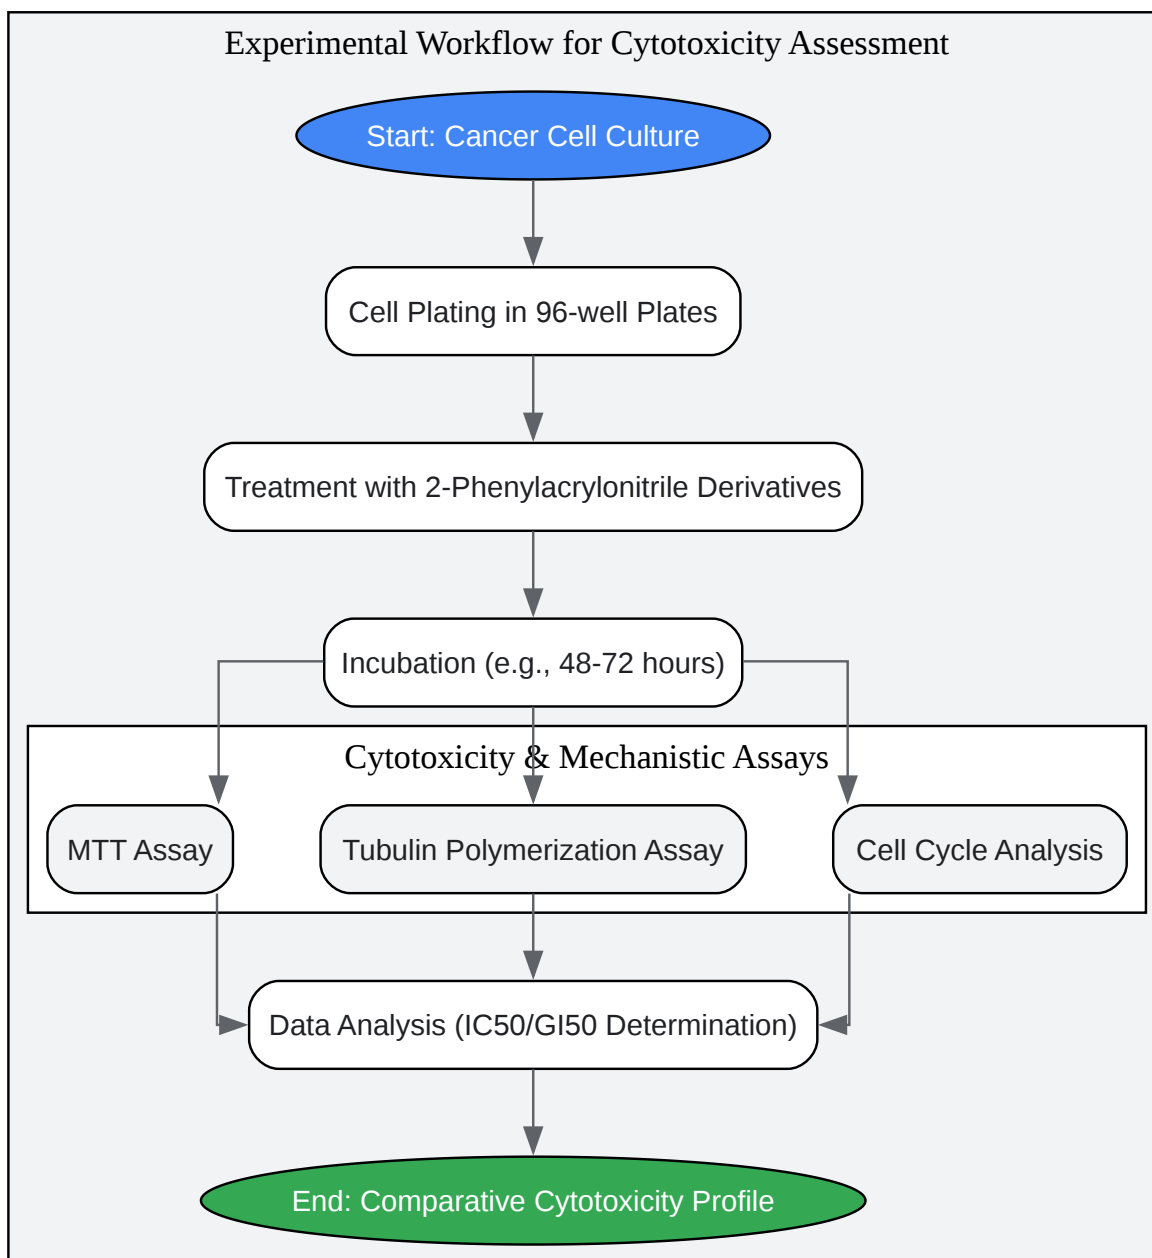 Experimental Workflow for Cytotoxicity Assessment
Start: Cancer Cell Culture
Cell Plating in 96-well Plates
Treatment with 2-Phenylacrylonitrile Derivatives
Incubation (e.g., 48-72 hours)
Cytotoxicity & Mechanistic Assays
MTT Assay
Tubulin Polymerization Assay
Cell Cycle Analysis
Data Analysis (IC50/GI50 Determination)
End: Comparative Cytotoxicity Profile